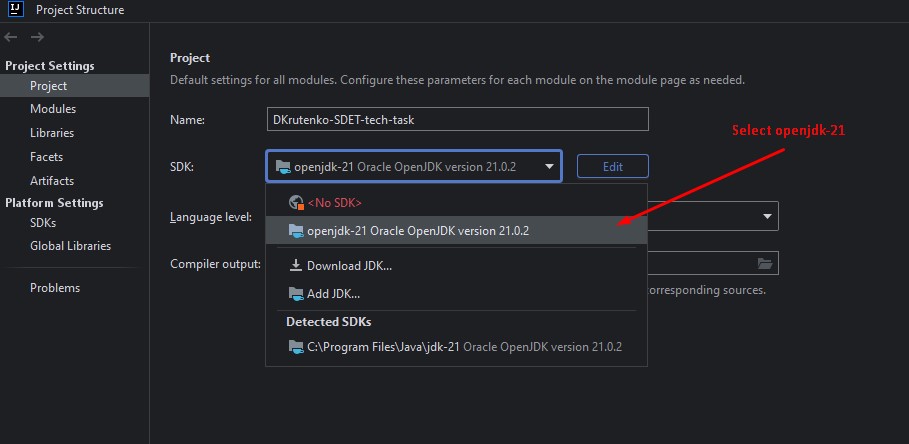 IJ Project Structure
Project Settings
Project
Modules
Libraries
Facets
Artifacts
Platform Settings
SDKs
Global Libraries
Problems
Project
Default settings for all modules. Configure these parameters for each module on the module page as needed.
Name: DKrutenko-SDET-tech-task
Select openjdk-21
SDK: openjdk-21 Oracle OpenJDK version 21.0.2 Edit
<No SDK>
Language level:
openjdk-21 Oracle OpenJDK version 21.0.2
Compiler output:
Download JDK...
Add JDK...
corresponding sources.
Detected SDKs
C:\Program Files\Java\jdk-21 Oracle OpenJDK version 21.0.2